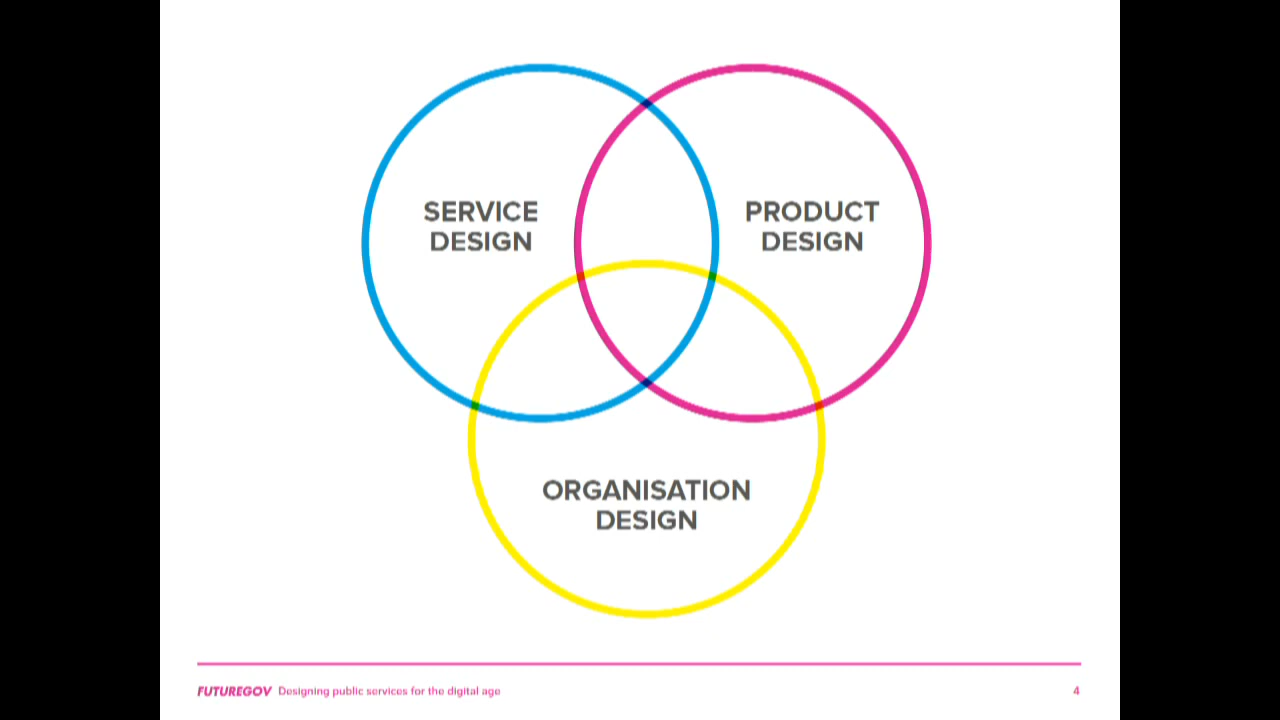 SERVICE
DESIGN
PRODUCT
DESIGN
ORGANISATION
DESIGN
FUTUREGOV Designing public services for the digital age
4